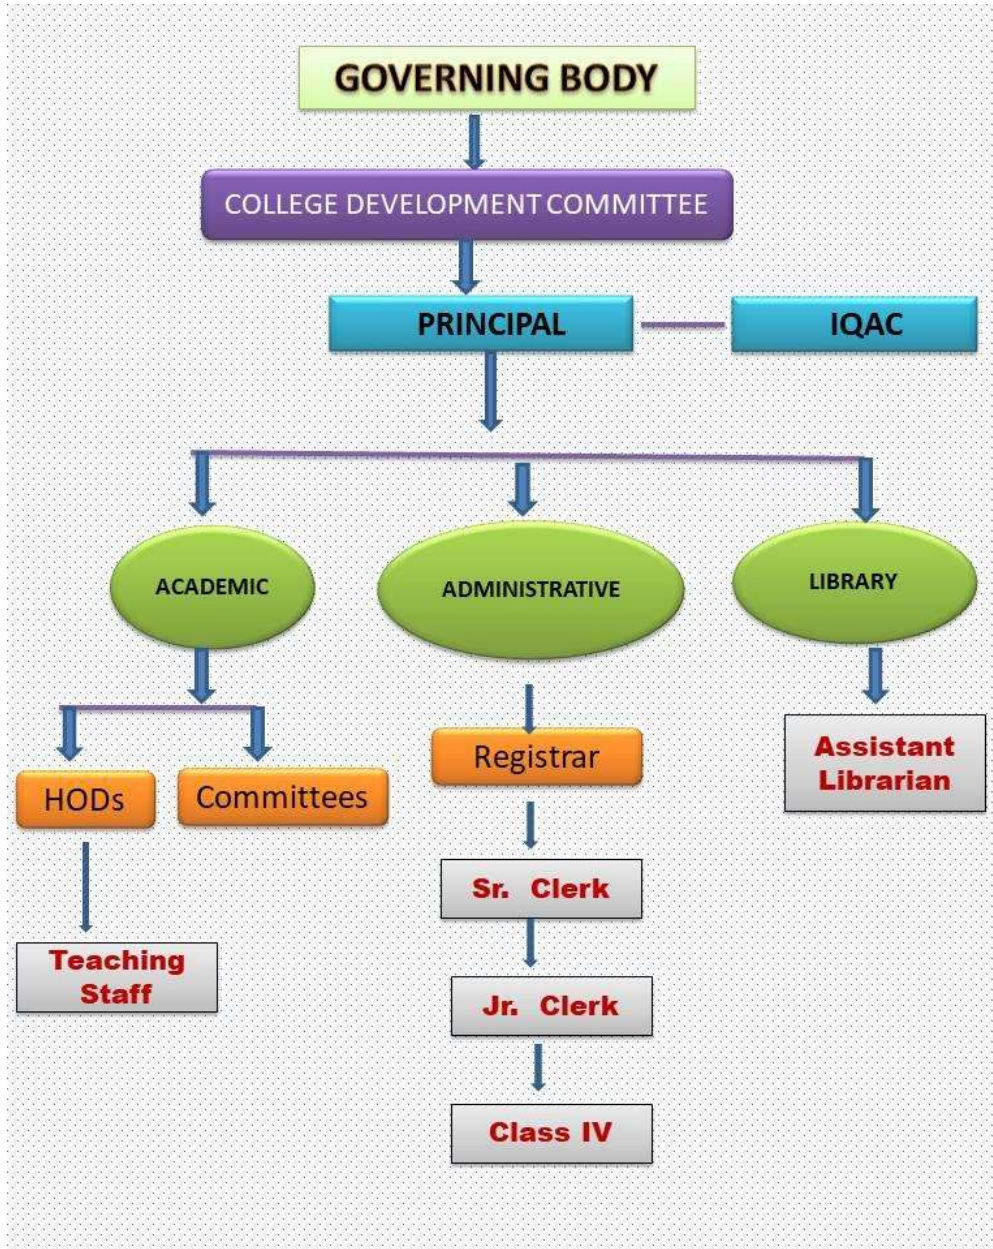 GOVERNING BODY
COLLEGE DEVELOPMENT COMMITTEE
PRINCIPAL
IQAC
ACADEMIC
ADMINISTRATIVE
LIBRARY
HODs
Committees
Registrar
Assistant
Librarian
Sr. Clerk
Teaching
Staff
Jr. Clerk
Class IV